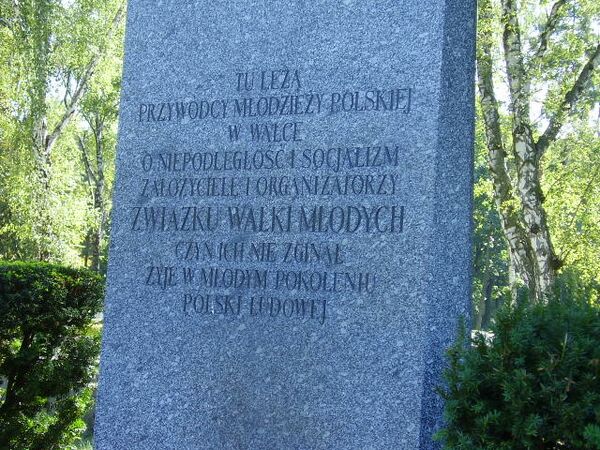 TU LEŻĄ
PRZYWÓDCY MŁODZIEŻY POLSKIEJ
W WALCE
O NIEPODLEGŁOŚĆ I SOCJALIZM
ZAŁOŻYCIELE I ORGANIZATORZY
ZWIĄZKU WALKI MŁODYCH
CZYN ICH NIE ZGINĄŁ
ŻYJE W MŁODYM POKOLENIU
POLSKI LUDOWEJ